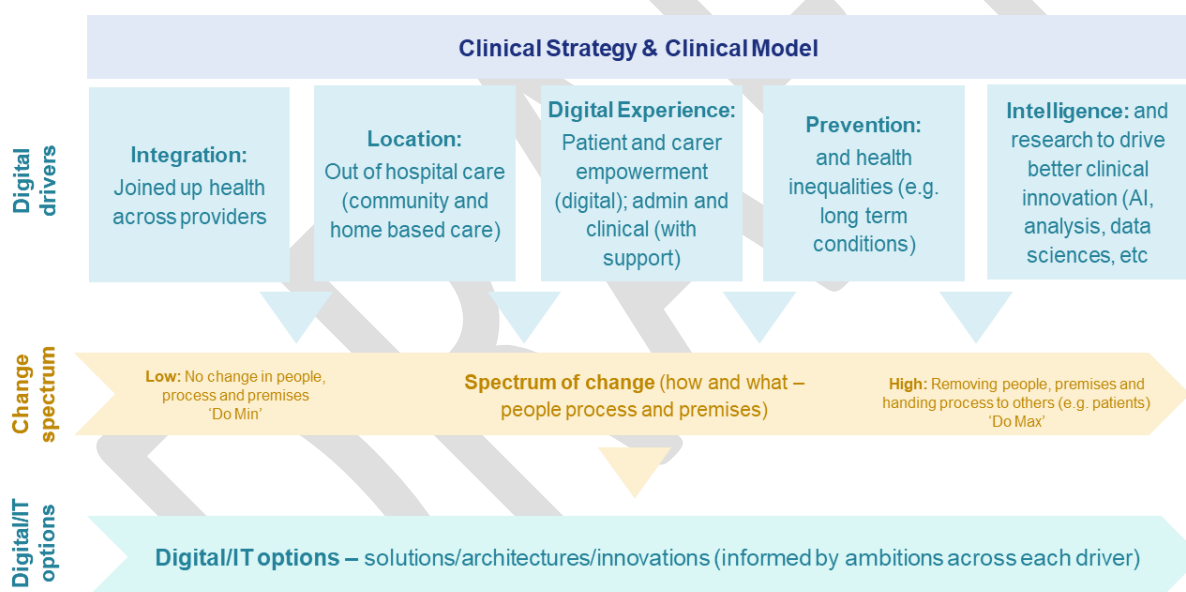 Clinical Strategy & Clinical Model
Digital
drivers
Integration:
Joined up health
across providers
Location:
Out of hospital care
(community and
home based care)
Digital Experience:
Patient and carer
empowerment
(digital); admin and
clinical (with
support)
Prevention:
and health
inequalities (e.g.
long term
conditions)
Intelligence: and
research to drive
better clinical
innovation (AI,
analysis, data
sciences, etc
Change
spectrum
Low: No change in people,
process and premises
‘Do Min’
Spectrum of change (how and what –
people process and premises)
High: Removing people, premises and
handing process to others (e.g. patients)
‘Do Max’
Digital/IT
options
Digital/IT options – solutions/architectures/innovations (informed by ambitions across each driver)